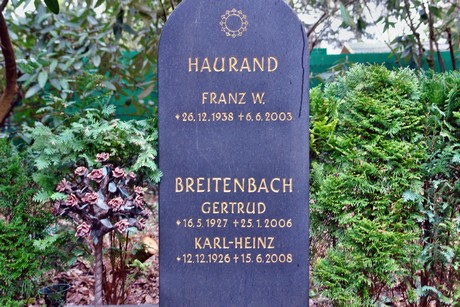 HAURAND
FRANZ W.
* 26.12.1938 + 6.6.2003
BREITENBACH
GERTRUD
* 16.5.1927 + 25.1.2006
KARL-HEINZ
* 12.12.1926 + 15.6.2008